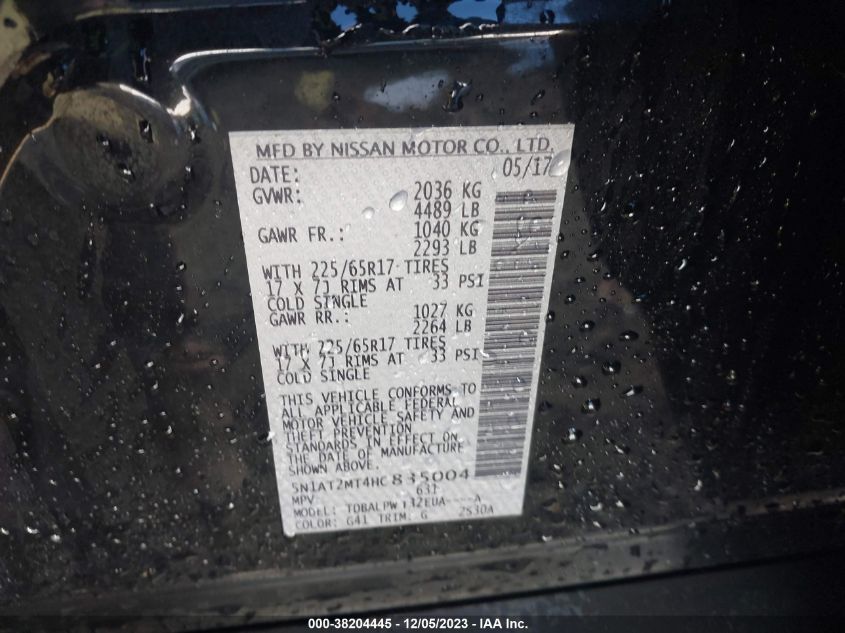 MFD BY NISSAN MOTOR CO., LTD.
DATE: 05/17
GVWR: 2036 KG
4489 LB
GAWR FR.: 1040 KG
2293 LB
WITH 225/65R17 TIRES
17 X 7J RIMS AT 33 PSI
COLD SINGLE
GAWR RR.: 1027 KG
2264 LB
WITH 225/65R17 TIRES
17 X 7J RIMS AT 33 PSI
COLD SINGLE
THIS VEHICLE CONFORMS TO
ALL APPLICABLE FEDERAL
MOTOR VEHICLE SAFETY AND
THEFT PREVENTION
STANDARDS IN EFFECT ON
THE DATE OF MANUFACTURE
SHOWN ABOVE.
5N1AT2MT4HC835004
MPV 631
MODEL: TDBALPW
COLOR: G41 TRIM: G 2S30A
000-38204445 - 12/05/2023 - IAA Inc.